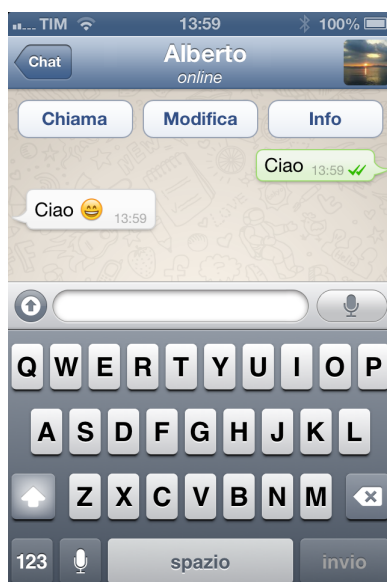 TIM 13:59 100%
Chat Alberto
online
Chiama Modifica Info
Ciao 13:59
Ciao 😄 13:59
Q W E R T Y U I O P
A S D F G H J K L
Z X C V B N M
123 spazio invio